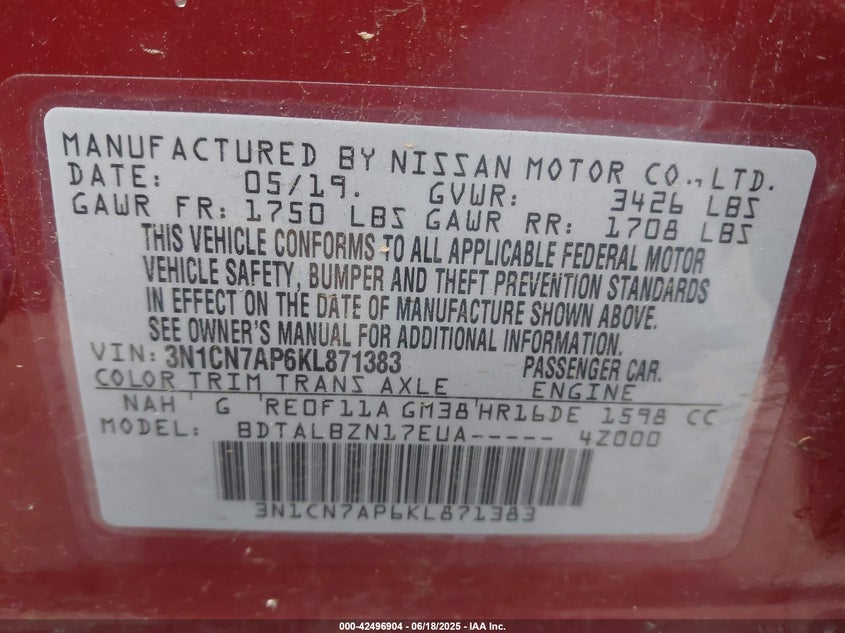 MANUFACTURED BY NISSAN MOTOR CO.,LTD.
DATE: 05/19. GVWR: 3426 LBS
GAWR FR: 1750 LBS GAWR RR: 1708 LBS
THIS VEHICLE CONFORMS TO ALL APPLICABLE FEDERAL MOTOR
VEHICLE SAFETY, BUMPER AND THEFT PREVENTION STANDARDS
IN EFFECT ON THE DATE OF MANUFACTURE SHOWN ABOVE.
SEE OWNER'S MANUAL FOR ADDITIONAL INFORMATION.
VIN: 3N1CN7AP6KL871383 PASSENGER CAR.
COLOR TRIM TRANS AXLE ENGINE
NAH G RE0F11A GM38 HR16DE 1598 CC
MODEL: BDTALBZN17EUA----- 4Z000
3N1CN7AP6KL871383
000-42496904 | 06/18/2025 - IAA Inc.